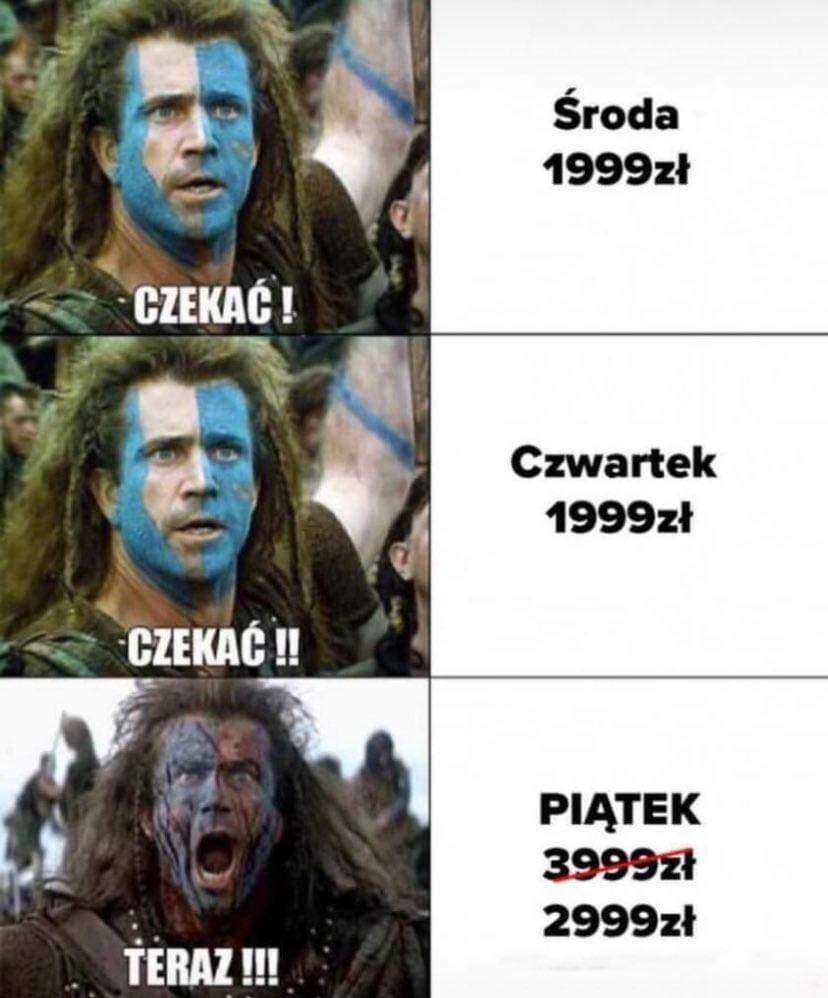 Środa
1999zł
CZEKAĆ !
Czwartek
1999zł
CZEKAĆ !!
PIĄTEK
3999zł
2999zł
TERAZ !!!